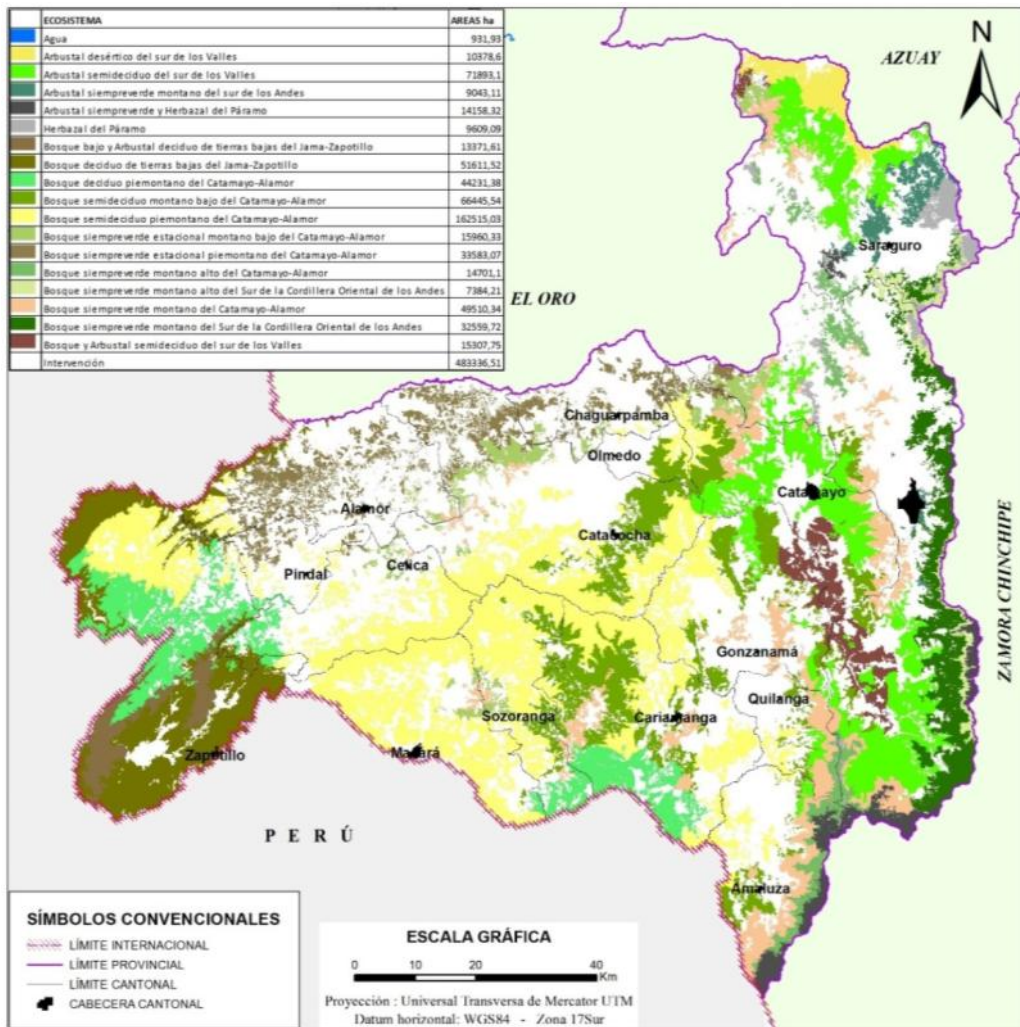 ECOSISTEMA AREAS ha
Agua 931,93
Arbustal desértico del sur de los Valles 10378,6
Arbustal semideciduo del sur de los Valles 71893,1
Arbustal siempreverde montano del sur de los Andes 9043,11
Arbustal siempreverde y Herbazal del Páramo 14158,32
Herbazal del Páramo 9609,09
Bosque bajo y Arbustal deciduo de tierras bajas del Jama-Zapotillo 13371,61
Bosque deciduo de tierras bajas del Jama-Zapotillo 51611,52
Bosque deciduo piemontano del Catamayo-Alamor 44231,38
Bosque semideciduo montano bajo del Catamayo-Alamor 66445,54
Bosque semideciduo piemontano del Catamayo-Alamor 162515,03
Bosque siempreverde estacional montano bajo del Catamayo-Alamor 15960,33
Bosque siempreverde estacional piemontano del Catamayo-Alamor 33583,07
Bosque siempreverde montano alto del Catamayo-Alamor 14701,1
Bosque siempreverde montano alto del Sur de la Cordillera Oriental de los Andes 7384,21
Bosque siempreverde montano del Catamayo-Alamor 49510,34
Bosque siempreverde montano del Sur de la Cordillera Oriental de los Andes 32559,72
Bosque y Arbustal semideciduo del sur de los Valles 15307,75
Intervención 483336,51
N
AZUAY
Saraguro
EL ORO
Chaguarpamba
Olmedo
Catamayo
Alamor
Catacocha
Celica
Pindal
ZAMORA CHINCHIPE
Gonzanamá
Quilanga
Sozoranga
Cariamanga
Zapotillo
Macará
PERÚ
Amaluza
SÍMBOLOS CONVENCIONALES
LÍMITE INTERNACIONAL
LÍMITE PROVINCIAL
LÍMITE CANTONAL
CABECERA CANTONAL
ESCALA GRÁFICA
0 10 20 40
Km
Proyección : Universal Transversa de Mercator UTM
Datum horizontal: WGS84 - Zona 17Sur